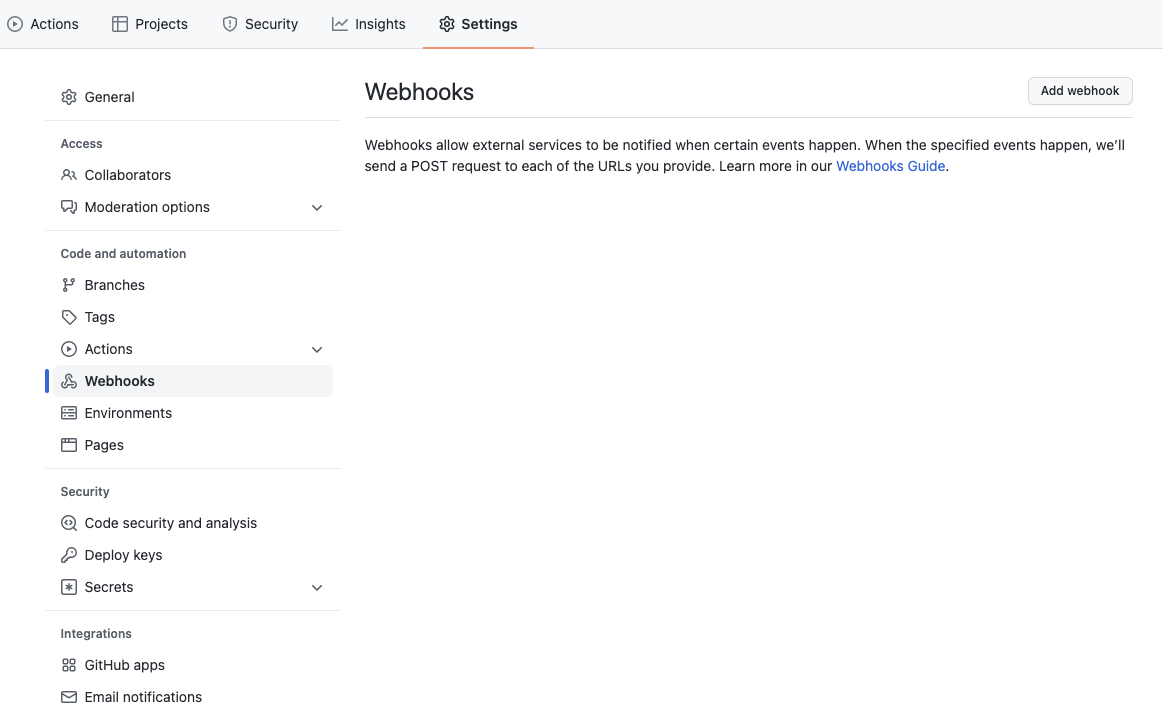 Actions
Projects
Security
Insights
Settings
General
Access
Collaborators
Moderation options
Code and automation
Branches
Tags
Actions
Webhooks
Environments
Pages
Security
Code security and analysis
Deploy keys
Secrets
Integrations
GitHub apps
Email notifications
Webhooks
Add webhook
Webhooks allow external services to be notified when certain events happen. When the specified events happen, we’ll
send a POST request to each of the URLs you provide. Learn more in our Webhooks Guide.